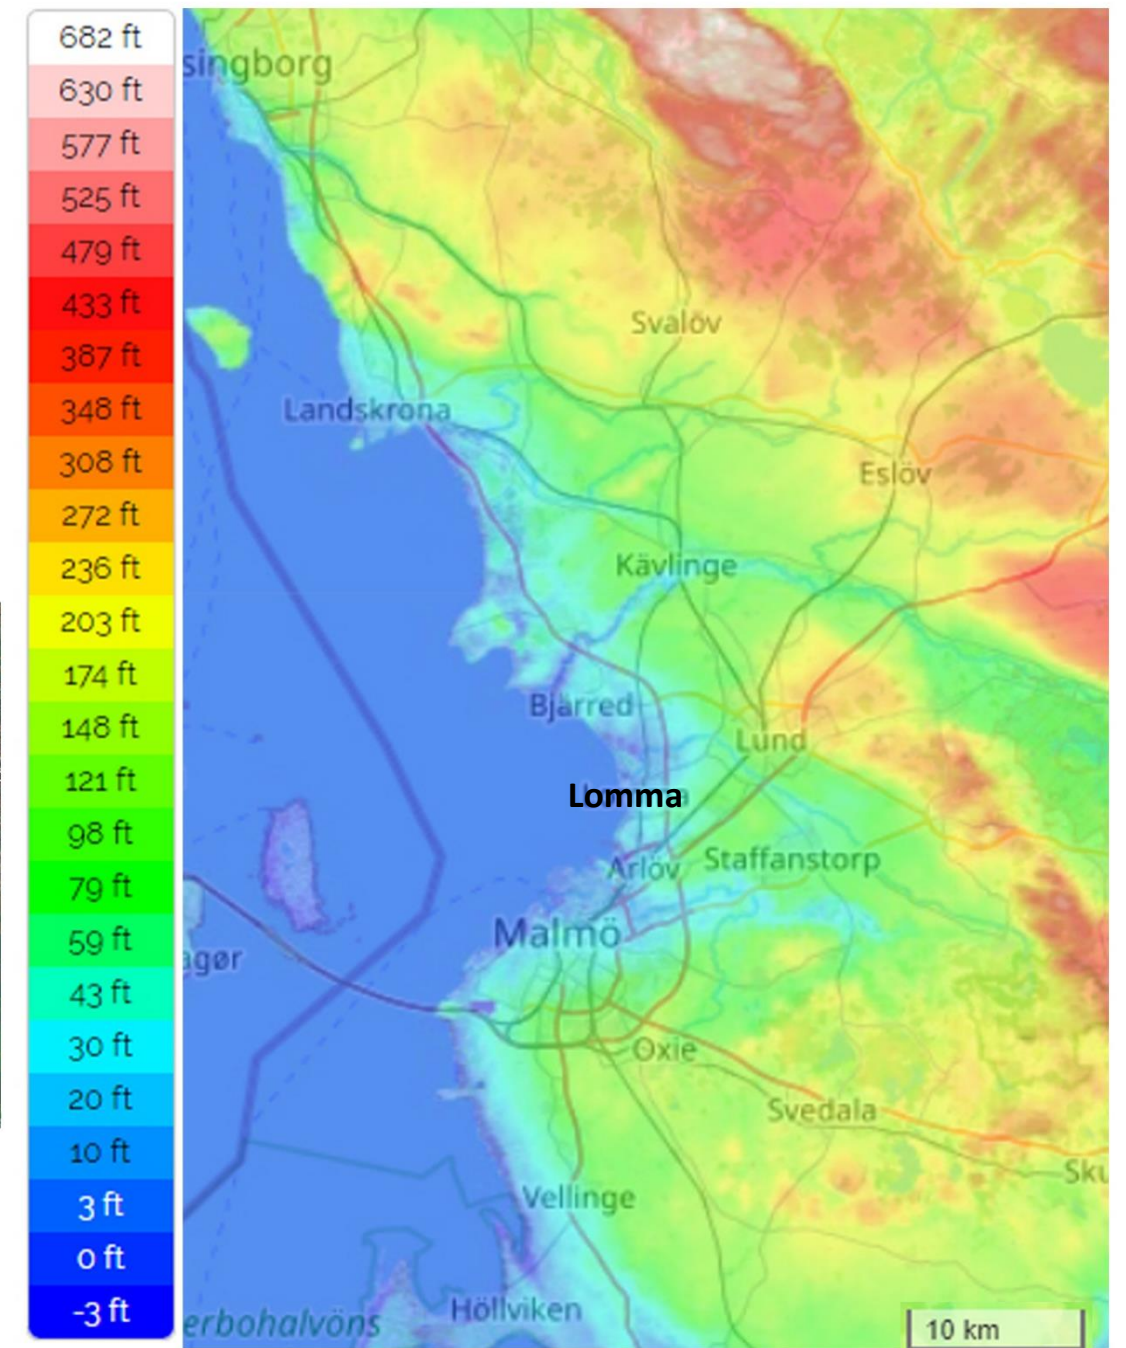 682 ft
630 ft
577 ft
525 ft
479 ft
433 ft
387 ft
348 ft
308 ft
272 ft
236 ft
203 ft
174 ft
148 ft
121 ft
98 ft
79 ft
59 ft
43 ft
30 ft
20 ft
10 ft
3 ft
0 ft
-3 ft
singborg
Svalöv
Landskrona
Eslöv
Kävlinge
Bjärred
Lund
Lomma
Arlöv
Staffanstorp
Malmö
agør
Oxie
Svedala
Sku
Vellinge
Höllviken
erbohalvöns
10 km